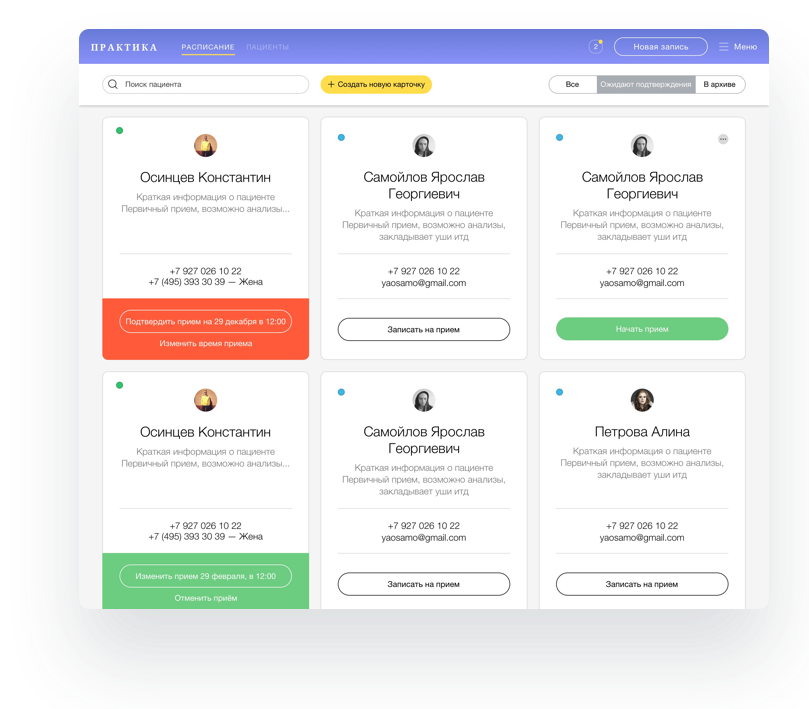 ПРАКТИКА
РАСПИСАНИЕ
ПАЦИЕНТЫ
2
Новая запись
Меню
Поиск пациента
+ Создать новую карточку
Все
Ожидают подтверждения
В архиве
Осинцев Константин
Краткая информация о пациенте
Первичный прием, возможно анализы...
+7 927 026 10 22
+7 (495) 393 30 39 — Жена
Подтвердить прием на 29 декабря в 12:00
Изменить время приема
Самойлов Ярослав
Георгиевич
Краткая информация о пациенте
Первичный прием, возможно анализы,
закладывает уши итд
+7 927 026 10 22
yaosamo@gmail.com
Записать на прием
Самойлов Ярослав
Георгиевич
Краткая информация о пациенте
Первичный прием, возможно анализы,
закладывает уши итд
+7 927 026 10 22
yaosamo@gmail.com
Начать прием
Осинцев Константин
Краткая информация о пациенте
Первичный прием, возможно анализы...
+7 927 026 10 22
+7 (495) 393 30 39 — Жена
Изменить прием 29 февраля, в 12:00
Отменить приём
Самойлов Ярослав
Георгиевич
Краткая информация о пациенте
Первичный прием, возможно анализы,
закладывает уши итд
+7 927 026 10 22
yaosamo@gmail.com
Записать на прием
Петрова Алина
Краткая информация о пациенте
Первичный прием, возможно анализы,
закладывает уши итд
+7 927 026 10 22
yaosamo@gmail.com
Записать на прием